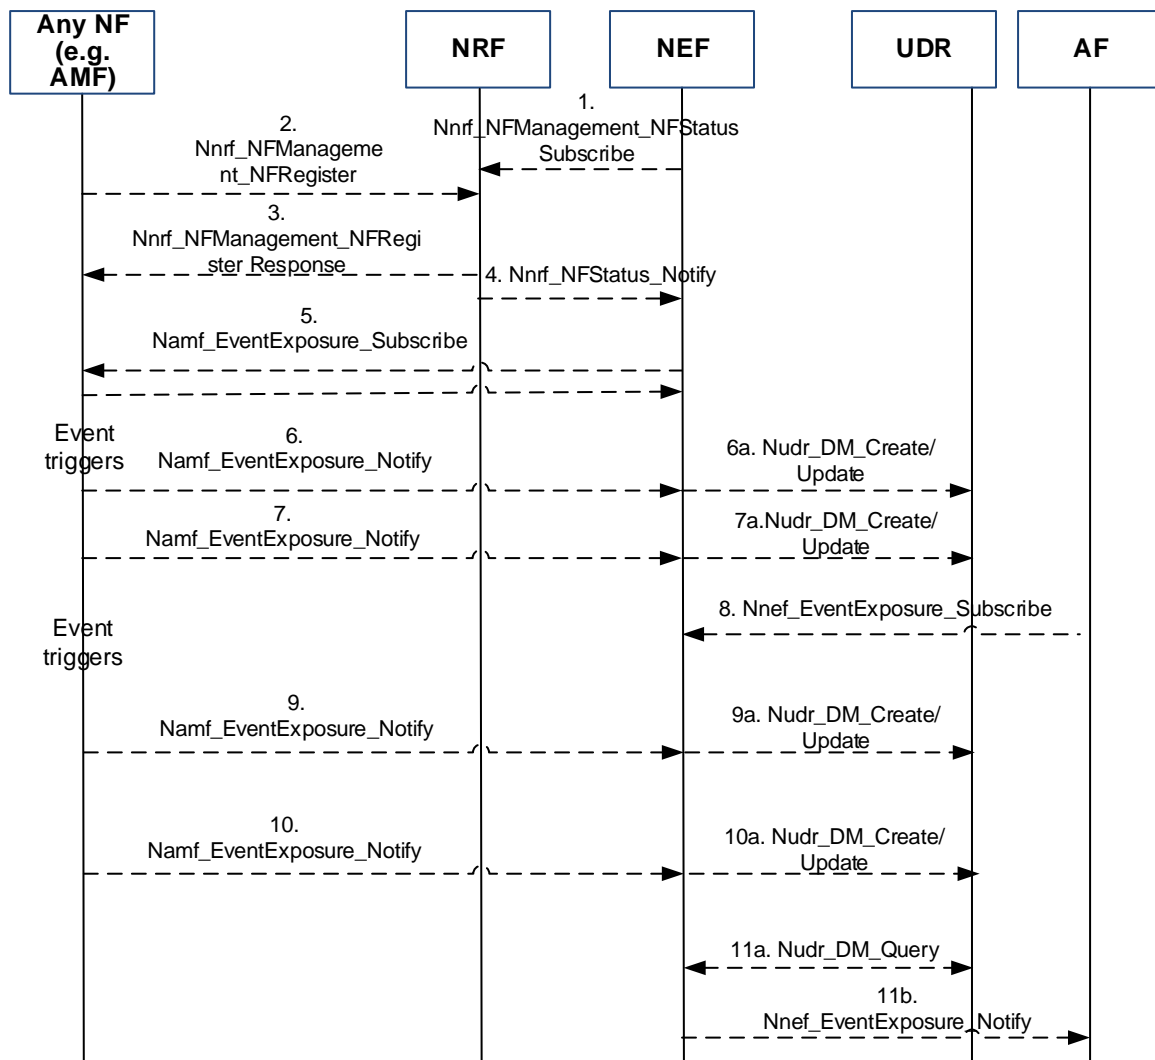 Any NF
(e.g.
AMF)
NRF
NEF
UDR
AF
1.
Nnrf_NFManagement_NFStatus
Subscribe
2.
Nnrf_NFManageme
nt_NFRegister
3.
Nnrf_NFManagement_NFRegi
ster Response
4. Nnrf_NFStatus_Notify
5.
Namf_EventExposure_Subscribe
Event
triggers
6.
Namf_EventExposure_Notify
6a. Nudr_DM_Create/
Update
7.
Namf_EventExposure_Notify
7a.Nudr_DM_Create/
Update
8. Nnef_EventExposure_Subscribe
Event
triggers
9.
Namf_EventExposure_Notify
9a. Nudr_DM_Create/
Update
10.
Namf_EventExposure_Notify
10a. Nudr_DM_Create/
Update
11a. Nudr_DM_Query
11b.
Nnef_EventExposure_Notify